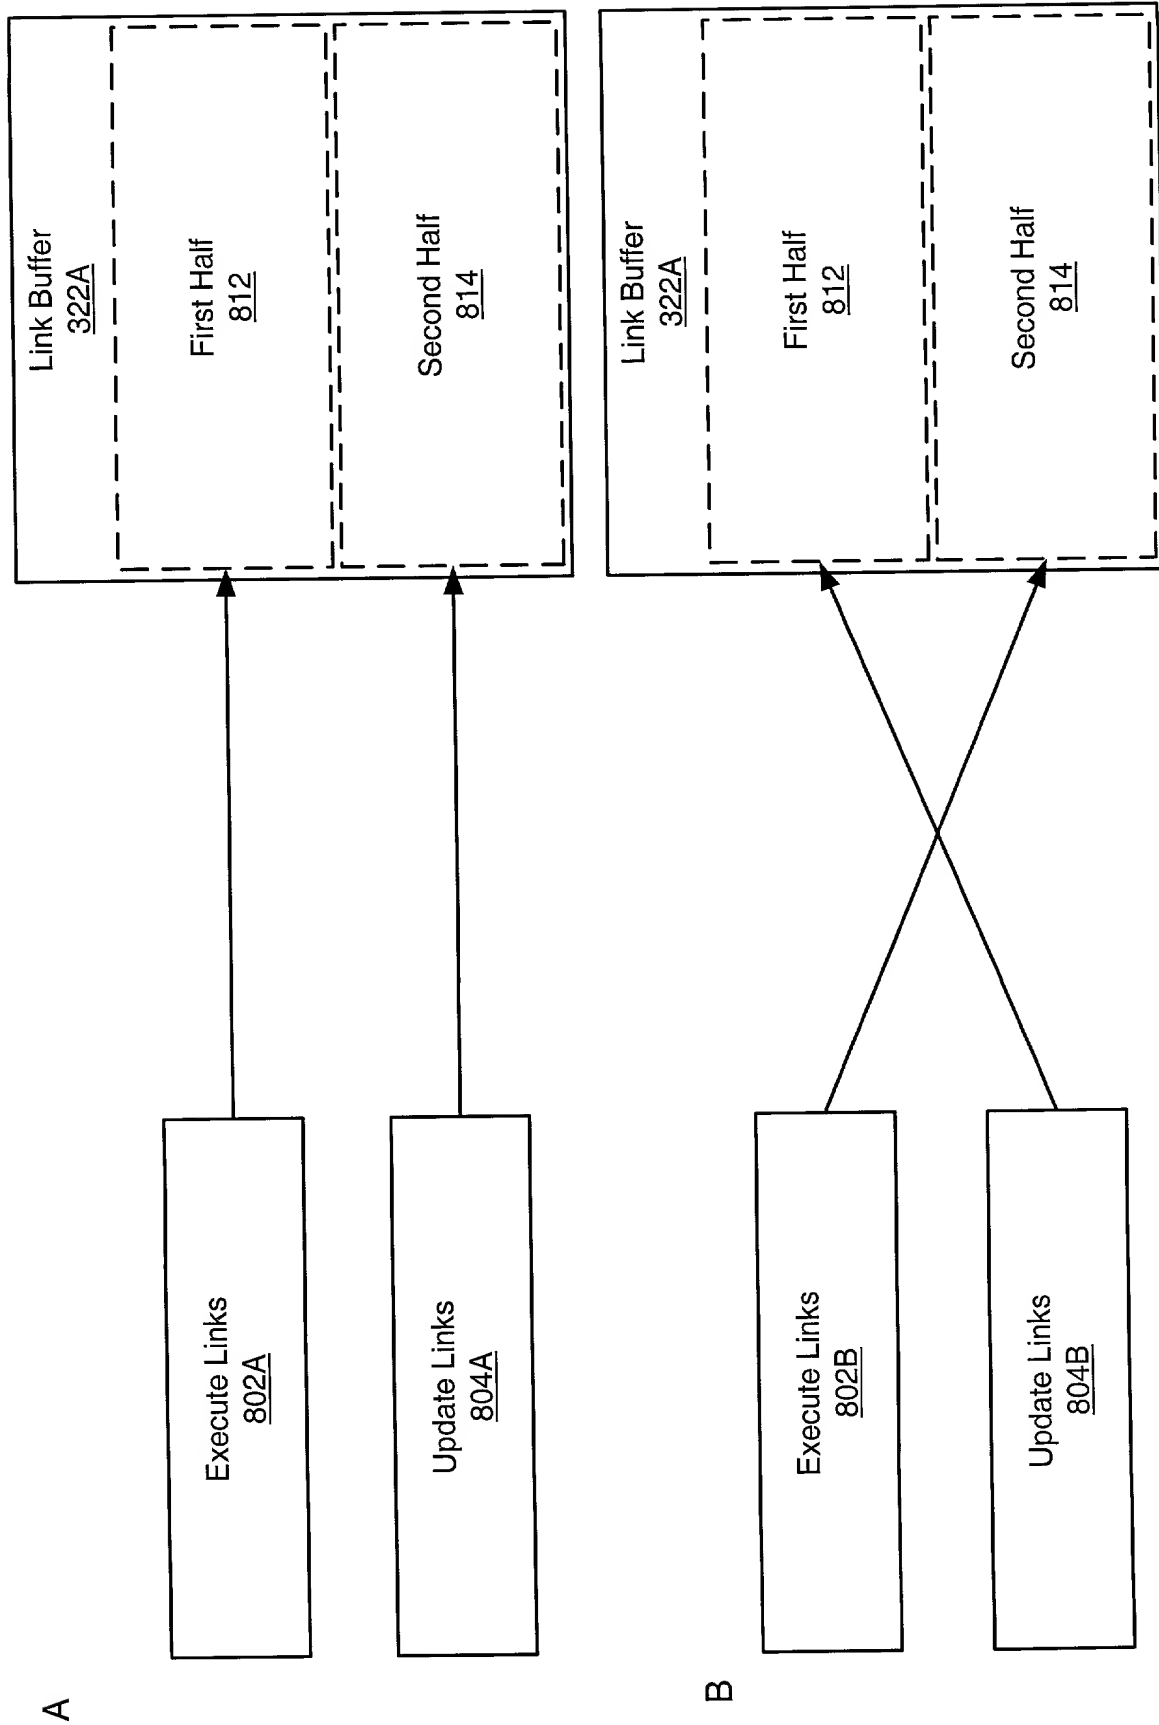 A
Execute Links
802A
Update Links
804A
Link Buffer
322A
First Half
812
Second Half
814
B
Execute Links
802B
Update Links
804B
Link Buffer
322A
First Half
812
Second Half
814